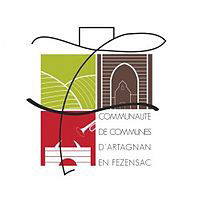 COMMUNAUTE
DE COMMUNES
D'ARTAGNAN
EN FEZENSAC